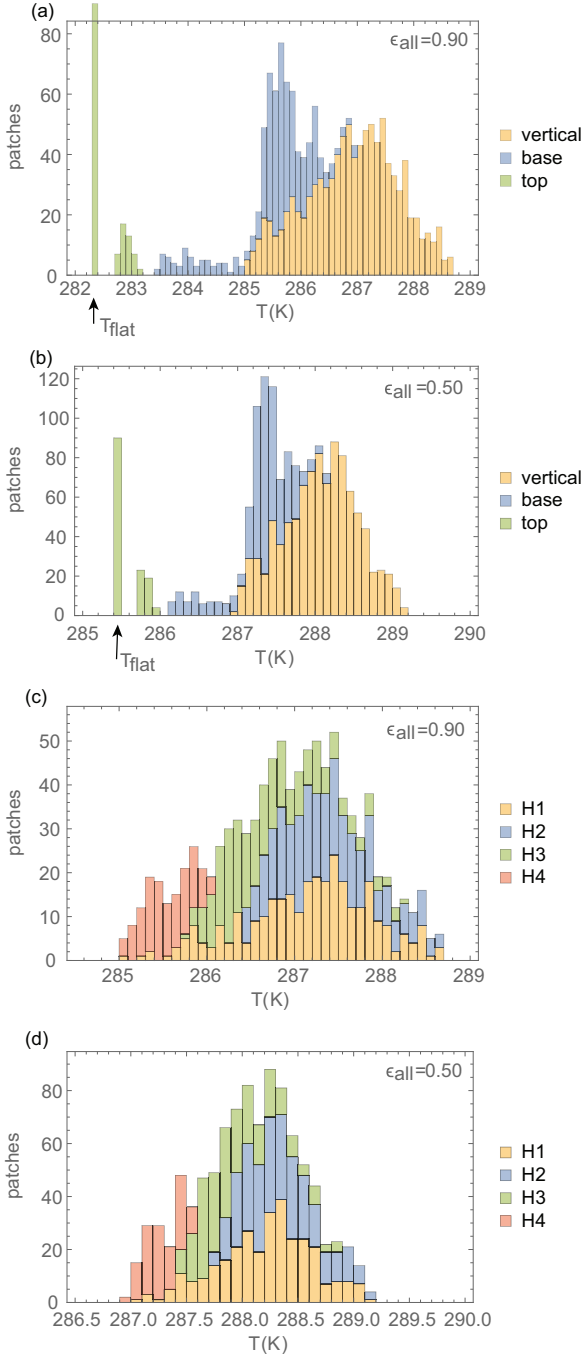 (a)
ϵall=0.90
80
60
40
20
0
patches
vertical
base
top
282 283 284 285 286 287 288 289
T(K)
Tflat
(b)
ϵall=0.50
120
100
80
60
40
20
0
patches
vertical
base
top
285 286 287 288 289 290
T(K)
Tflat
(c)
ϵall=0.90
50
40
30
20
10
0
patches
H1
H2
H3
H4
285 286 287 288 289
T(K)
(d)
ϵall=0.50
80
60
40
20
0
patches
H1
H2
H3
H4
286.5 287.0 287.5 288.0 288.5 289.0 289.5 290.0
T(K)